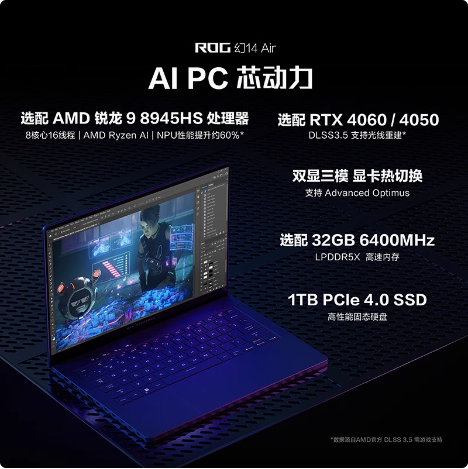 ROG 幻14 Air
AI PC 芯动力
选配 AMD 锐龙 9 8945HS 处理器
8核心16线程 | AMD Ryzen AI | NPU性能提升约60%*
选配 RTX 4060 / 4050
DLSS3.5 支持光线重建*
双显三模 显卡热切换
支持 Advanced Optimus
选配 32GB 6400MHz
LPDDR5X 高速内存
1TB PCIe 4.0 SSD
高性能固态硬盘
*数据源自AMD官方 DLSS 3.5 需游戏支持